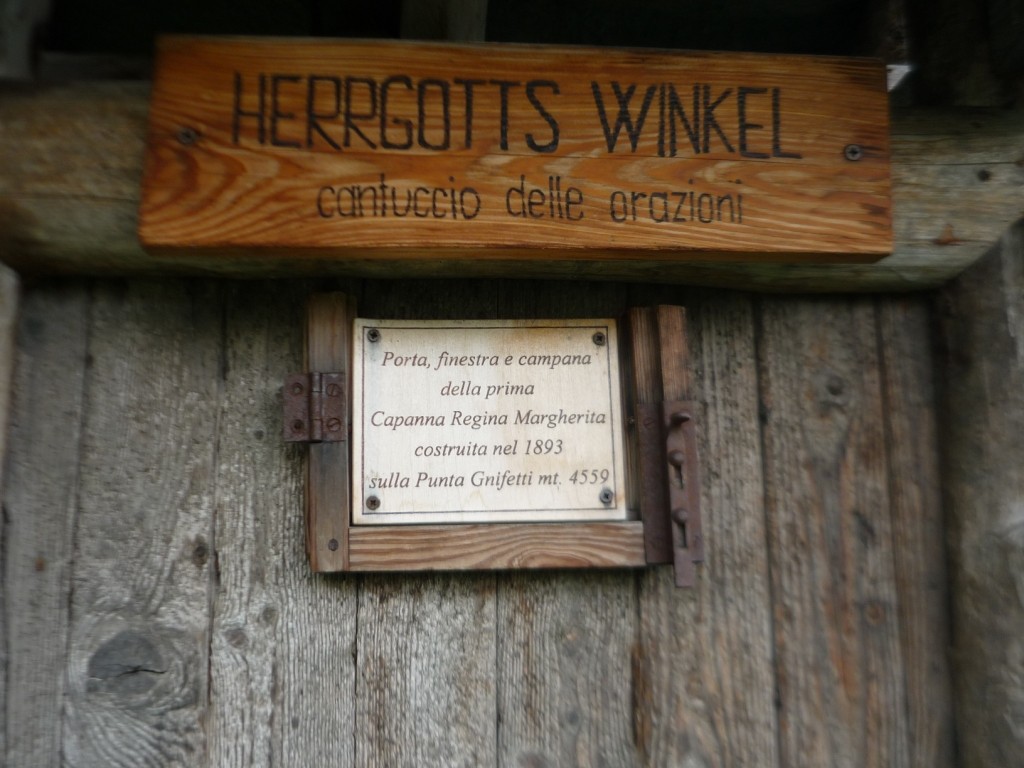 HERRGOTTS WINKEL
cantuccio delle orazioni
Porta, finestra e campana
della prima
Capanna Regina Margherita
costruita nel 1893
sulla Punta Gnifetti mt. 4559